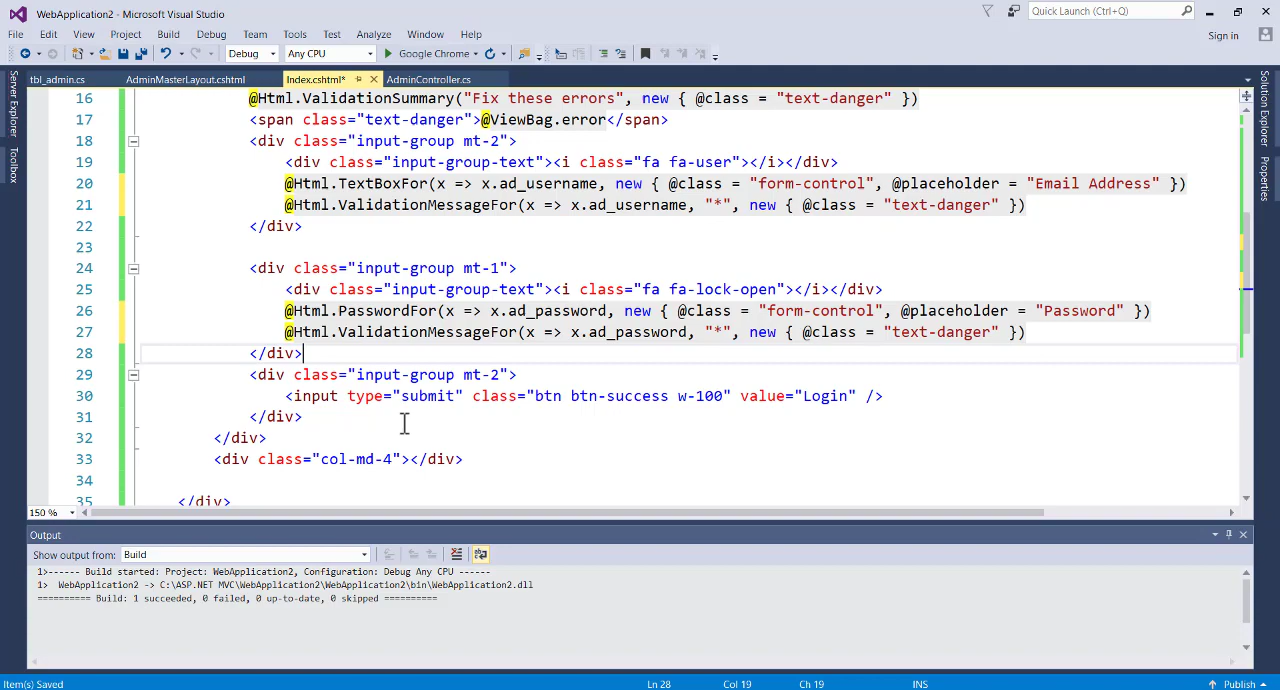 WebApplication2 - Microsoft Visual Studio
Quick Launch (Ctrl+Q)
File Edit View Project Build Debug Team Tools Test Analyze Window Help
Sign in
Debug Any CPU Google Chrome
tbl_admin.cs AdminMasterLayout.cshtml Index.cshtml* AdminController.cs
Server Explorer
Toolbox
Solution Explorer
Properties
16 @Html.ValidationSummary("Fix these errors", new { @class = "text-danger" })
17 <span class="text-danger">@ViewBag.error</span>
18 <div class="input-group mt-2">
19 <div class="input-group-text"><i class="fa fa-user"></i></div>
20 @Html.TextBoxFor(x => x.ad_username, new { @class = "form-control", @placeholder = "Email Address" })
21 @Html.ValidationMessageFor(x => x.ad_username, "*", new { @class = "text-danger" })
22 </div>
23
24 <div class="input-group mt-1">
25 <div class="input-group-text"><i class="fa fa-lock-open"></i></div>
26 @Html.PasswordFor(x => x.ad_password, new { @class = "form-control", @placeholder = "Password" })
27 @Html.ValidationMessageFor(x => x.ad_password, "*", new { @class = "text-danger" })
28 </div>
29 <div class="input-group mt-2">
30 <input type="submit" class="btn btn-success w-100" value="Login" />
31 </div>
32 </div>
33 <div class="col-md-4"></div>
34
35 </div>
150 %
Output
Show output from: Build
1>------ Build started: Project: WebApplication2, Configuration: Debug Any CPU ------
1> WebApplication2 -> C:\ASP.NET MVC\WebApplication2\WebApplication2\bin\WebApplication2.dll
========== Build: 1 succeeded, 0 failed, 0 up-to-date, 0 skipped ==========
Item(s) Saved Ln 28 Col 19 Ch 19 INS Publish